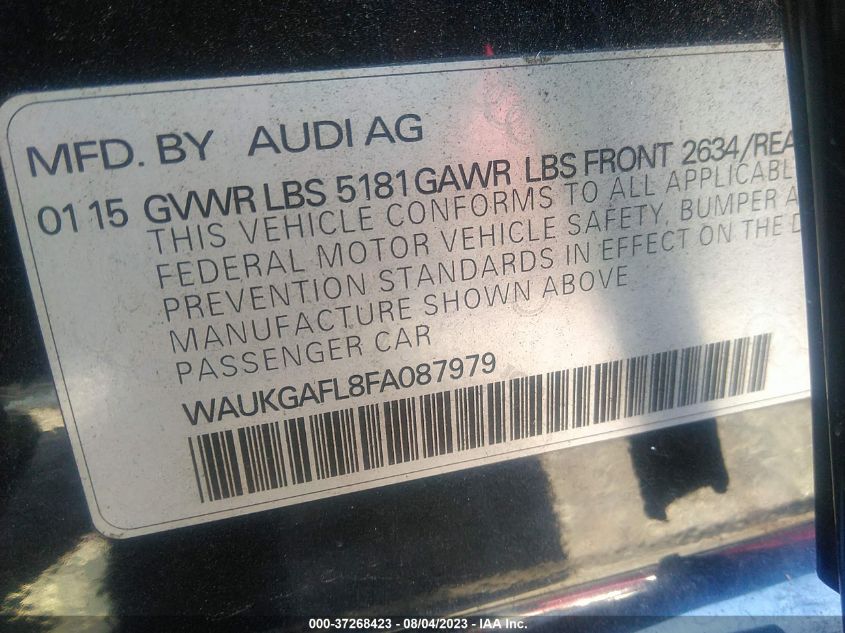 MFD. BY AUDI AG
01 15 GVWR LBS 5181 GAWR LBS FRONT 2634/REA
THIS VEHICLE CONFORMS TO ALL APPLICABL
FEDERAL MOTOR VEHICLE SAFETY, BUMPER A
PREVENTION STANDARDS IN EFFECT ON THE D
MANUFACTURE SHOWN ABOVE
PASSENGER CAR
WAUKGAFL8FA087979
000-37268423 - 08/04/2023 - IAA Inc.